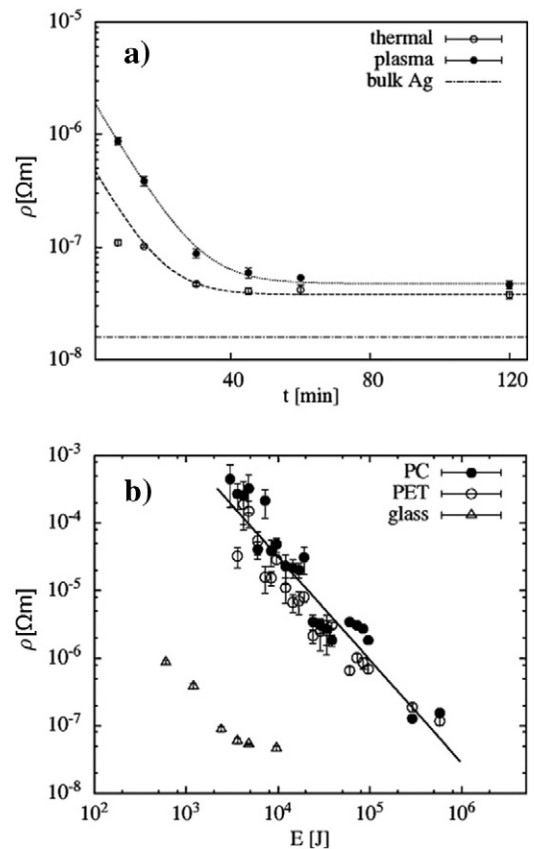 a)
thermal
plasma
bulk Ag
10⁻⁵
10⁻⁶
10⁻⁷
10⁻⁸
ρ[Ωm]
40
80
120
t [min]
b)
PC
PET
glass
10⁻³
10⁻⁴
10⁻⁵
10⁻⁶
10⁻⁷
10⁻⁸
ρ[Ωm]
10²
10³
10⁴
10⁵
10⁶
E [J]